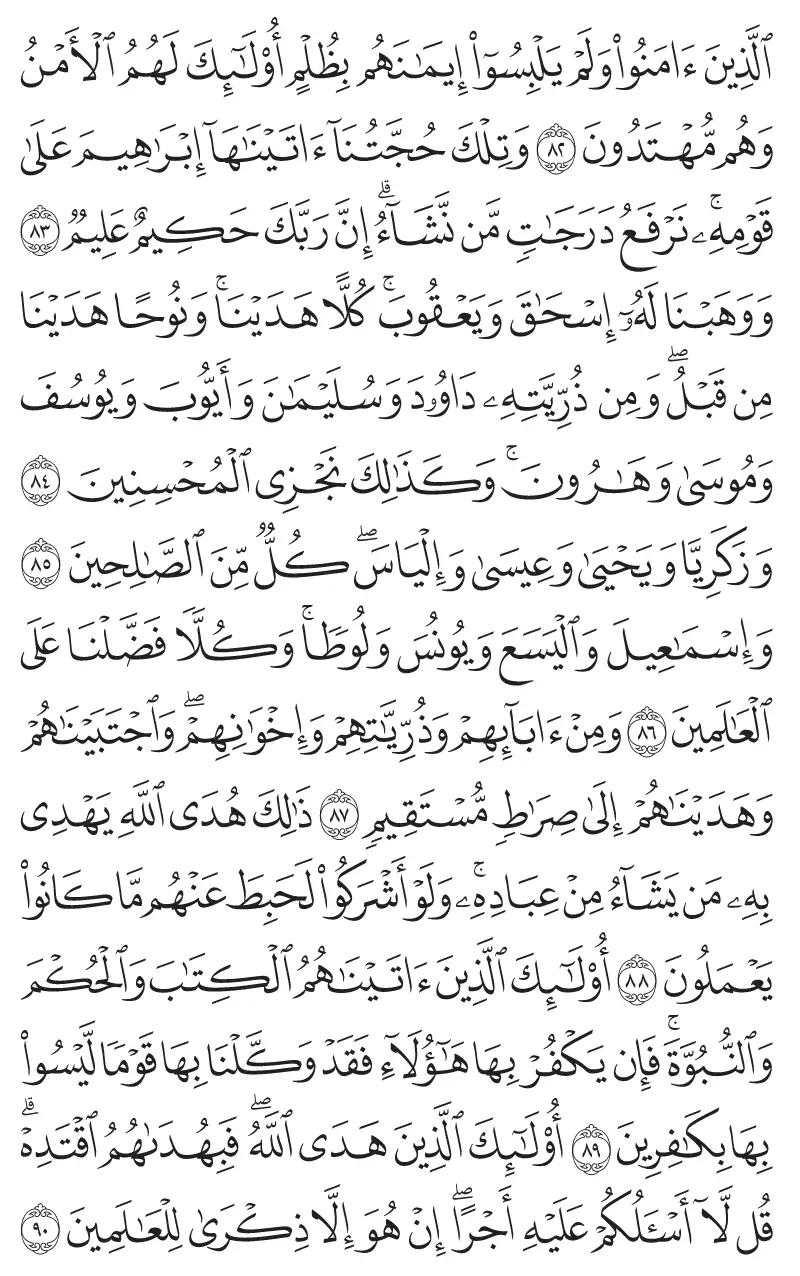 ٱلَّذِينَ ءَامَنُوا۟ وَلَمْ يَلْبِسُوٓا۟ إِيمَـٰنَهُم بِظُلْمٍ أُو۟لَـٰٓئِكَ لَهُمُ ٱلْأَمْنُ
وَهُم مُّهْتَدُونَ ٨٢ وَتِلْكَ حُجَّتُنَآ ءَاتَيْنَـٰهَآ إِبْرَٰهِيمَ عَلَىٰ
قَوْمِهِۦ ۚ نَرْفَعُ دَرَجَـٰتٍ مَّن نَّشَآءُ ۗ إِنَّ رَبَّكَ حَكِيمٌ عَلِيمٌ ٨٣
وَوَهَبْنَا لَهُۥٓ إِسْحَـٰقَ وَيَعْقُوبَ ۚ كُلًّا هَدَيْنَا ۚ وَنُوحًا هَدَيْنَا
مِن قَبْلُ ۖ وَمِن ذُرِّيَّتِهِۦ دَاوُۥدَ وَسُلَيْمَـٰنَ وَأَيُّوبَ وَيُوسُفَ
وَمُوسَىٰ وَهَـٰرُونَ ۚ وَكَذَٰلِكَ نَجْزِى ٱلْمُحْسِنِينَ ٨٤
وَزَكَرِيَّا وَيَحْيَىٰ وَعِيسَىٰ وَإِلْيَاسَ ۖ كُلٌّ مِّنَ ٱلصَّـٰلِحِينَ ٨٥
وَإِسْمَـٰعِيلَ وَٱلْيَسَعَ وَيُونُسَ وَلُوطًا ۚ وَكُلًّا فَضَّلْنَا عَلَى
ٱلْعَـٰلَمِينَ ٨٦ وَمِنْ ءَابَآئِهِمْ وَذُرِّيَّـٰتِهِمْ وَإِخْوَٰنِهِمْ ۖ وَٱجْتَبَيْنَـٰهُمْ
وَهَدَيْنَـٰهُمْ إِلَىٰ صِرَٰطٍ مُّسْتَقِيمٍ ٨٧ ذَٰلِكَ هُدَى ٱللَّهِ يَهْدِى
بِهِۦ مَن يَشَآءُ مِنْ عِبَادِهِۦ ۚ وَلَوْ أَشْرَكُوا۟ لَحَبِطَ عَنْهُم مَّا كَانُوا۟
يَعْمَلُونَ ٨٨ أُو۟لَـٰٓئِكَ ٱلَّذِينَ ءَاتَيْنَـٰهُمُ ٱلْكِتَـٰبَ وَٱلْحُكْمَ
وَٱلنُّبُوَّةَ ۚ فَإِن يَكْفُرْ بِهَا هَـٰٓؤُلَآءِ فَقَدْ وَكَّلْنَا بِهَا قَوْمًا لَّيْسُوا۟
بِهَا بِكَـٰفِرِينَ ٨٩ أُو۟لَـٰٓئِكَ ٱلَّذِينَ هَدَى ٱللَّهُ ۖ فَبِهُدَىٰهُمُ ٱقْتَدِهْ ۗ
قُل لَّآ أَسْـَٔلُكُمْ عَلَيْهِ أَجْرًا ۖ إِنْ هُوَ إِلَّا ذِكْرَىٰ لِلْعَـٰلَمِينَ ٩٠